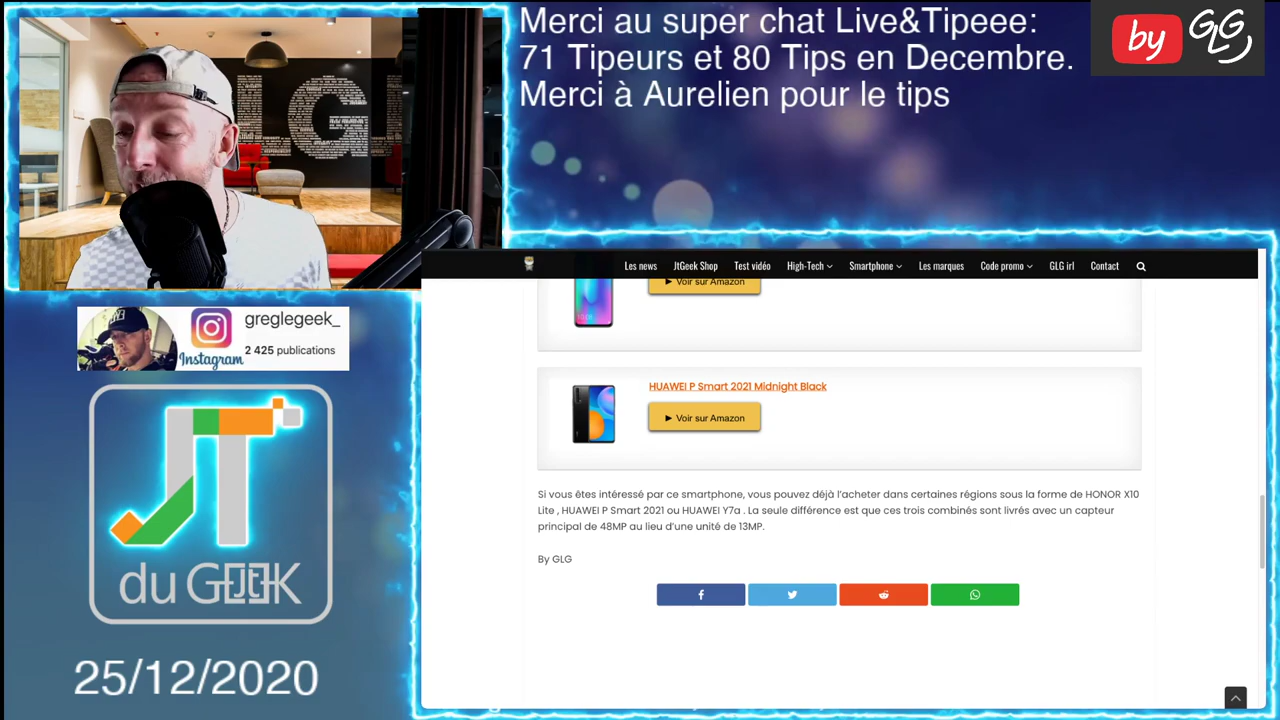 Merci au super chat Live&Tipeee:
71 Tipeurs et 80 Tips en Decembre.
Merci à Aurelien pour le tips
by GLG
Les news JtGeek Shop Test vidéo High-Tech Smartphone Les marques Code promo GLG irl Contact
► Voir sur Amazon
HUAWEI P Smart 2021 Midnight Black
► Voir sur Amazon
Si vous êtes intéressé par ce smartphone, vous pouvez déjà l'acheter dans certaines régions sous la forme de HONOR X10
Lite , HUAWEI P Smart 2021 ou HUAWEI Y7a . La seule différence est que ces trois combinés sont livrés avec un capteur
principal de 48MP au lieu d'une unité de 13MP.
By GLG
greglegeek_
Instagram
2 425 publications
JT
du GEEK
25/12/2020